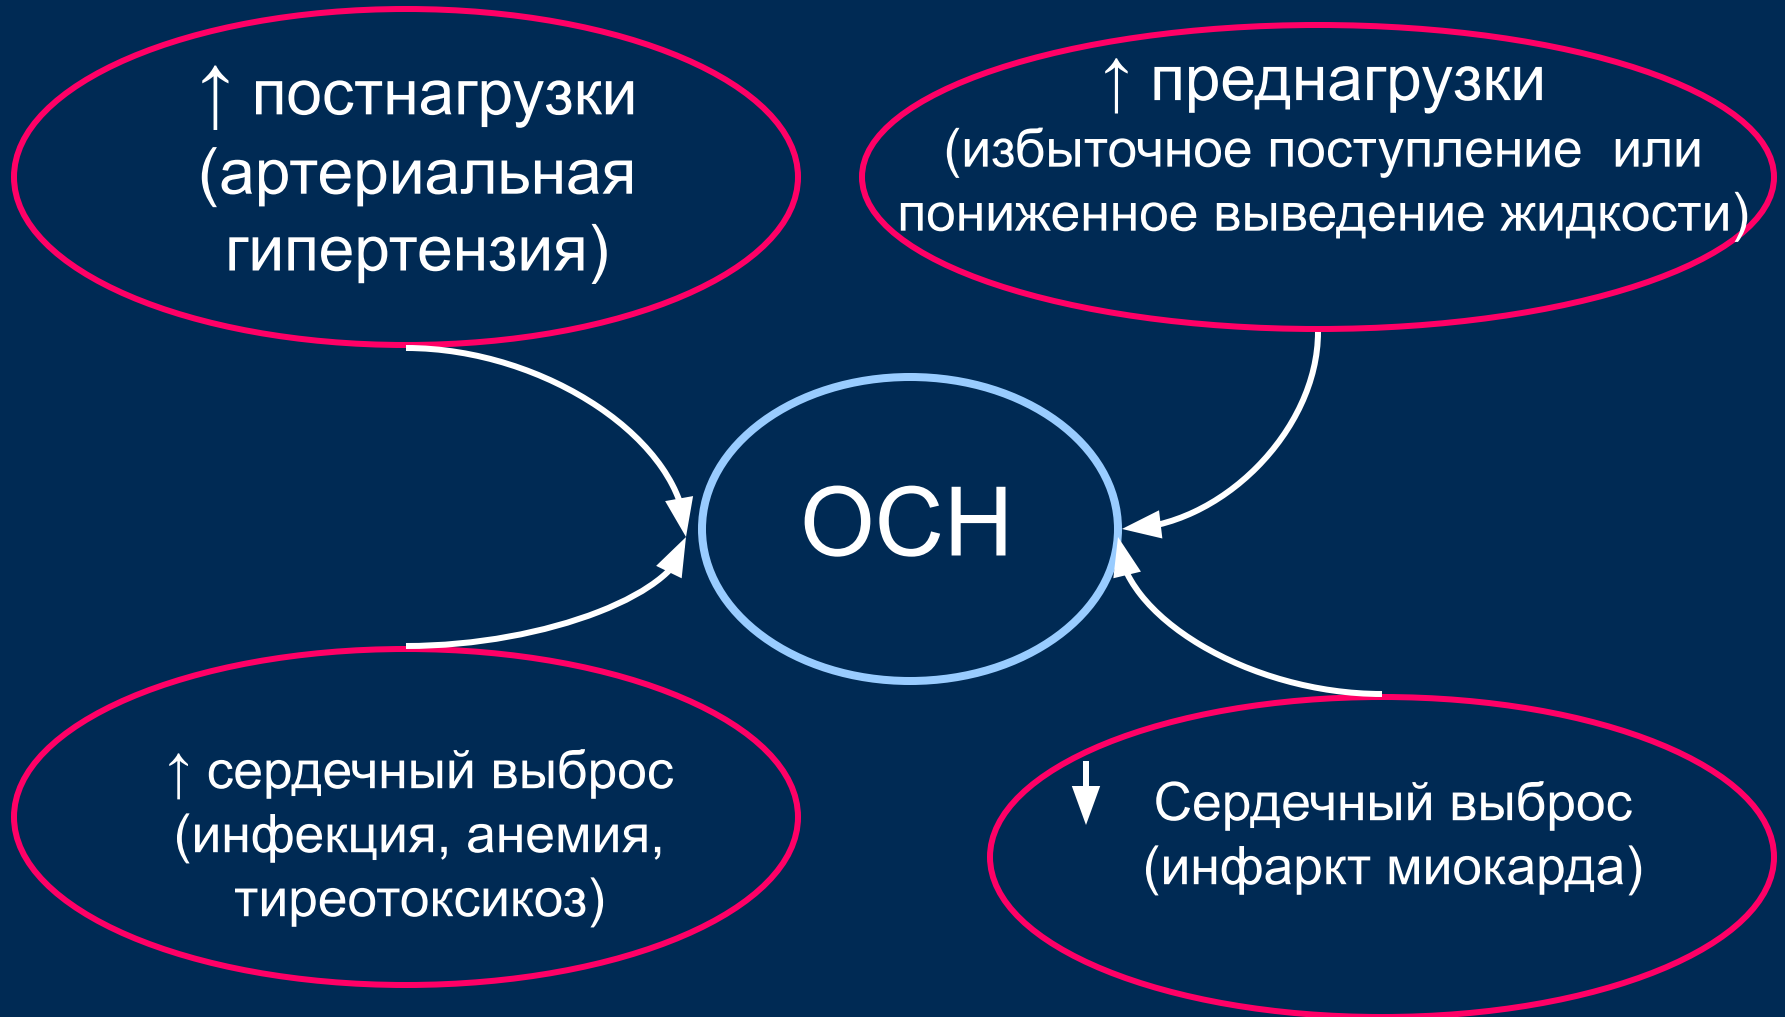 ↑ постнагрузки
(артериальная
гипертензия)
↑ преднагрузки
(избыточное поступление или
пониженное выведение жидкости)
ОСН
↑ сердечный выброс
(инфекция, анемия,
тиреотоксикоз)
Сердечный выброс
(инфаркт миокарда)